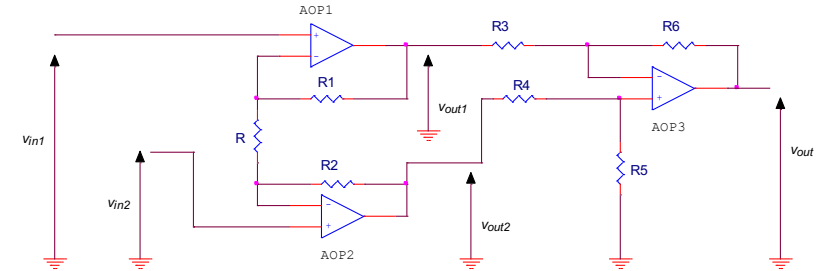 AOP1
R3
R6
+
−
−
+
R1
R4
vout1
AOP3
vin1
R
vout
R2
R5
vin2
−
+
vout2
AOP2